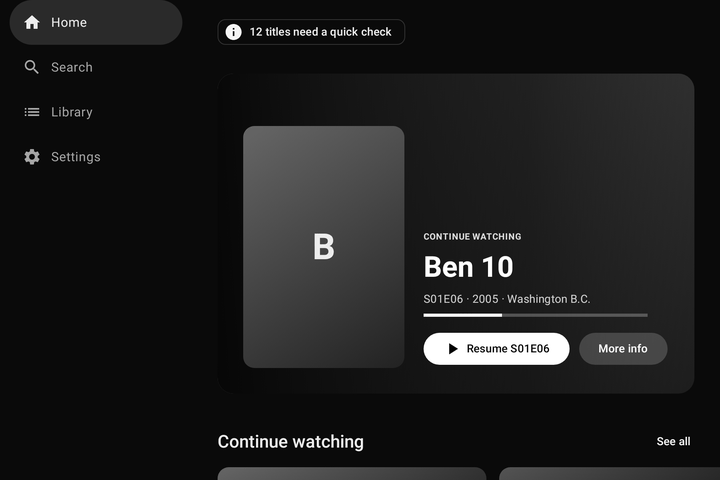 Home
Search
Library
Settings
12 titles need a quick check
B
CONTINUE WATCHING
Ben 10
S01E06 · 2005 · Washington B.C.
Resume S01E06
More info
Continue watching
See all